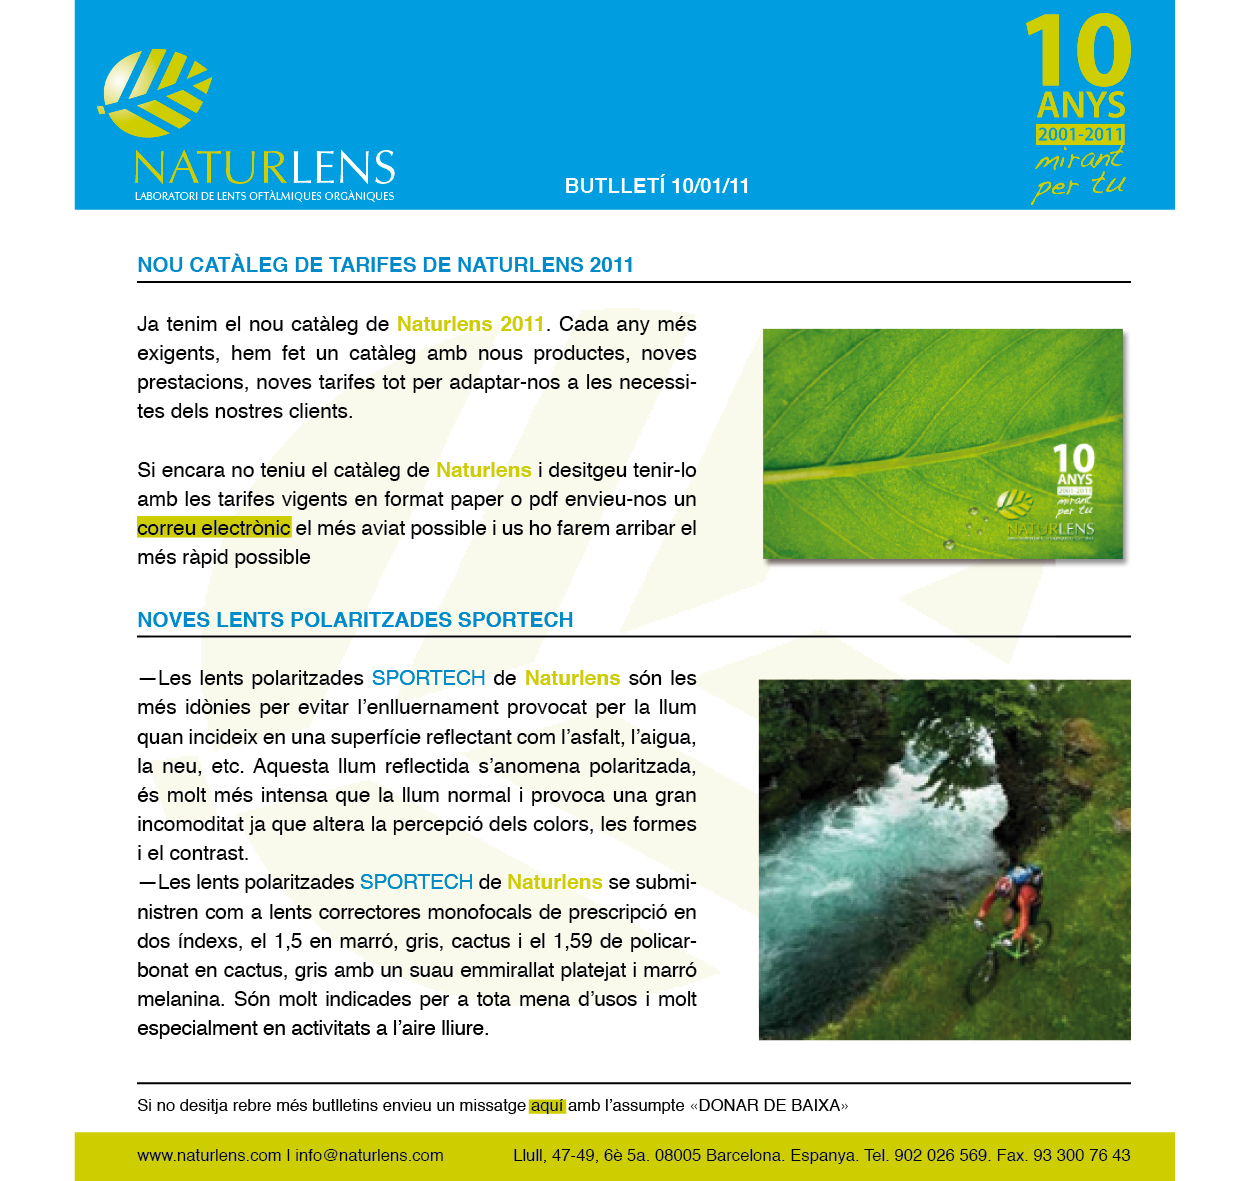 10
ANYS
2001-2011
mirant
per tu
NATURLENS
LABORATORI DE LENTS OFTÀLMIQUES ORGÀNIQUES
BUTLLETÍ 10/01/11
NOU CATÀLEG DE TARIFES DE NATURLENS 2011
Ja tenim el nou catàleg de Naturlens 2011. Cada any més
exigents, hem fet un catàleg amb nous productes, noves
prestacions, noves tarifes tot per adaptar-nos a les necessi-
tes dels nostres clients.
Si encara no teniu el catàleg de Naturlens i desitgeu tenir-lo
amb les tarifes vigents en format paper o pdf envieu-nos un
correu electrònic el més aviat possible i us ho farem arribar el
més ràpid possible
10
ANYS
2001-2011
mirant
per tu
NATURLENS
NOVES LENTS POLARITZADES SPORTECH
—Les lents polaritzades SPORTECH de Naturlens són les
més idònies per evitar l’enlluernament provocat per la llum
quan incideix en una superfície reflectant com l’asfalt, l’aigua,
la neu, etc. Aquesta llum reflectida s’anomena polaritzada,
és molt més intensa que la llum normal i provoca una gran
incomoditat ja que altera la percepció dels colors, les formes
i el contrast.
—Les lents polaritzades SPORTECH de Naturlens se submi-
nistren com a lents correctores monofocals de prescripció en
dos índexs, el 1,5 en marró, gris, cactus i el 1,59 de policar-
bonat en cactus, gris amb un suau emmirallat platejat i marró
melanina. Són molt indicades per a tota mena d’usos i molt
especialment en activitats a l’aire lliure.
Si no desitja rebre més butlletins envieu un missatge aquí amb l’assumpte «DONAR DE BAIXA»
www.naturlens.com I info@naturlens.com Llull, 47-49, 6è 5a. 08005 Barcelona. Espanya. Tel. 902 026 569. Fax. 93 300 76 43